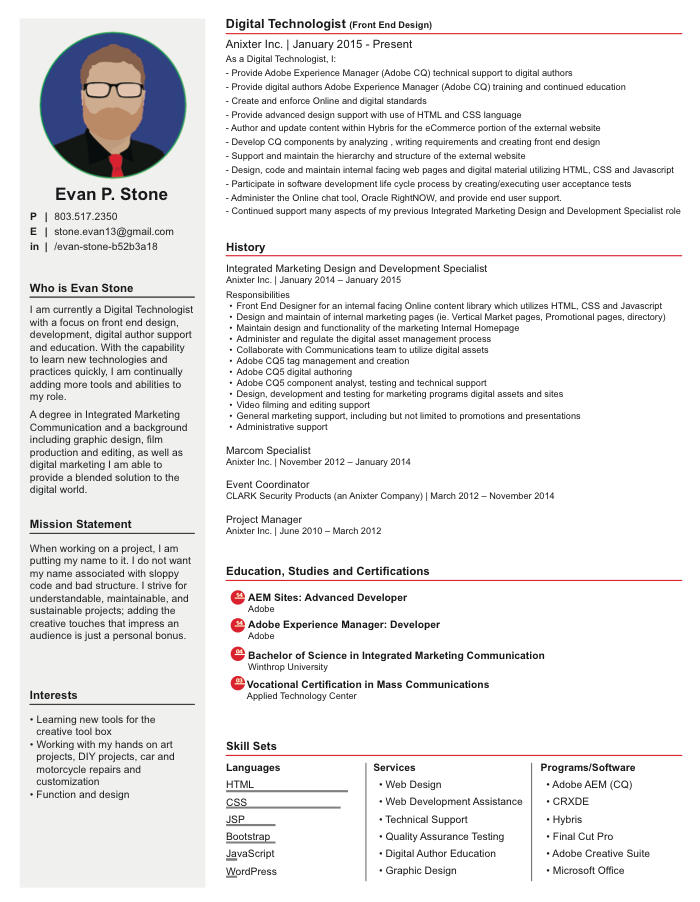 Evan P. Stone
P | 803.517.2350
E | stone.evan13@gmail.com
in | /evan-stone-b52b3a18
Who is Evan Stone
I am currently a Digital Technologist
with a focus on front end design,
development, digital author support
and education. With the capability
to learn new technologies and
practices quickly, I am continually
adding more tools and abilities to
my role.
A degree in Integrated Marketing
Communication and a background
including graphic design, film
production and editing, as well as
digital marketing I am able to
provide a blended solution to the
digital world.
Mission Statement
When working on a project, I am
putting my name to it. I do not want
my name associated with sloppy
code and bad structure. I strive for
understandable, maintainable, and
sustainable projects; adding the
creative touches that impress an
audience is just a personal bonus.
Interests
• Learning new tools for the
creative tool box
• Working with my hands on art
projects, DIY projects, car and
motorcycle repairs and
customization
• Function and design
Digital Technologist (Front End Design)
Anixter Inc. | January 2015 - Present
As a Digital Technologist, I:
- Provide Adobe Experience Manager (Adobe CQ) technical support to digital authors
- Provide digital authors Adobe Experience Manager (Adobe CQ) training and continued education
- Create and enforce Online and digital standards
- Provide advanced design support with use of HTML and CSS language
- Author and update content within Hybris for the eCommerce portion of the external website
- Develop CQ components by analyzing , writing requirements and creating front end design
- Support and maintain the hierarchy and structure of the external website
- Design, code and maintain internal facing web pages and digital material utilizing HTML, CSS and Javascript
- Participate in software development life cycle process by creating/executing user acceptance tests
- Administer the Online chat tool, Oracle RightNOW, and provide end user support.
- Continued support many aspects of my previous Integrated Marketing Design and Development Specialist role
History
Integrated Marketing Design and Development Specialist
Anixter Inc. | January 2014 – January 2015
Responsibilities
• Front End Designer for an internal facing Online content library which utilizes HTML, CSS and Javascript
• Design and maintain of internal marketing pages (ie. Vertical Market pages, Promotional pages, directory)
• Maintain design and functionality of the marketing Internal Homepage
• Administer and regulate the digital asset management process
• Collaborate with Communications team to utilize digital assets
• Adobe CQ5 tag management and creation
• Adobe CQ5 digital authoring
• Adobe CQ5 component analyst, testing and technical support
• Design, development and testing for marketing programs digital assets and sites
• Video filming and editing support
• General marketing support, including but not limited to promotions and presentations
• Administrative support
Marcom Specialist
Anixter Inc. | November 2012 – January 2014
Event Coordinator
CLARK Security Products (an Anixter Company) | March 2012 – November 2014
Project Manager
Anixter Inc. | June 2010 – March 2012
Education, Studies and Certifications
AEM Sites: Advanced Developer
Adobe
Adobe Experience Manager: Developer
Adobe
Bachelor of Science in Integrated Marketing Communication
Winthrop University
Vocational Certification in Mass Communications
Applied Technology Center
Skill Sets
Languages
HTML
CSS
JSP
Bootstrap
JavaScript
WordPress
Services
• Web Design
• Web Development Assistance
• Technical Support
• Quality Assurance Testing
• Digital Author Education
• Graphic Design
Programs/Software
• Adobe AEM (CQ)
• CRXDE
• Hybris
• Final Cut Pro
• Adobe Creative Suite
• Microsoft Office